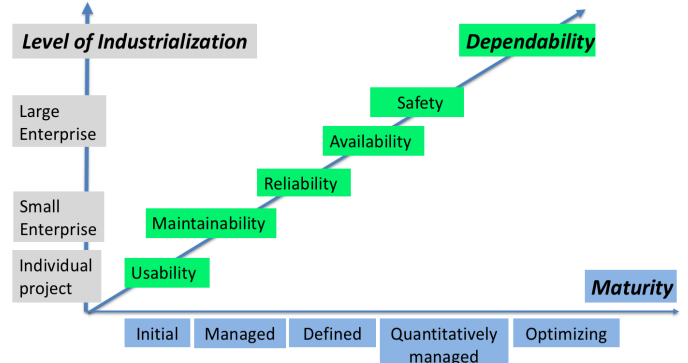 Level of Industrialization
Dependability
Large
Enterprise
Safety
Availability
Reliability
Small
Enterprise
Maintainability
Individual
project
Usability
Maturity
Initial
Managed
Defined
Quantitatively
managed
Optimizing